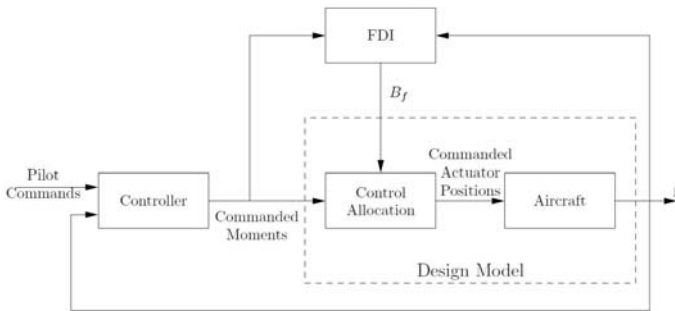 FDI
B_f
Pilot
Commands
Controller
Commanded
Moments
Control
Allocation
Commanded
Actuator
Positions
Aircraft
Design Model